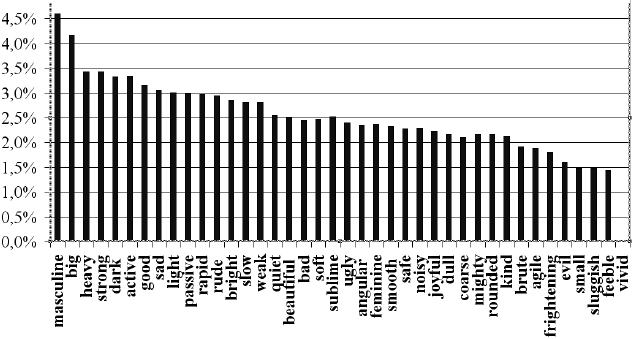 4,5%
4,0%
3,5%
3,0%
2,5%
2,0%
1,5%
1,0%
0,5%
0,0%
masculine
big
heavy
strong
dark
active
good
sad
light
passive
rapid
rude
bright
slow
weak
quiet
beautiful
bad
soft
sublime
ugly
angular
feminine
smooth
safe
noisy
joyful
dull
coarse
mighty
rounded
kind
brute
agile
frightening
evil
small
sluggish
feeble
vivid